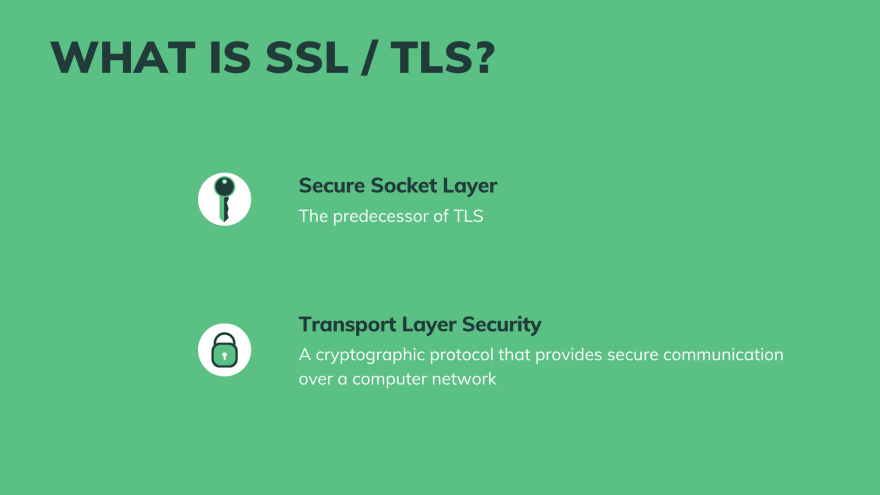 WHAT IS SSL / TLS?
Secure Socket Layer
The predecessor of TLS
Transport Layer Security
A cryptographic protocol that provides secure communication
over a computer network